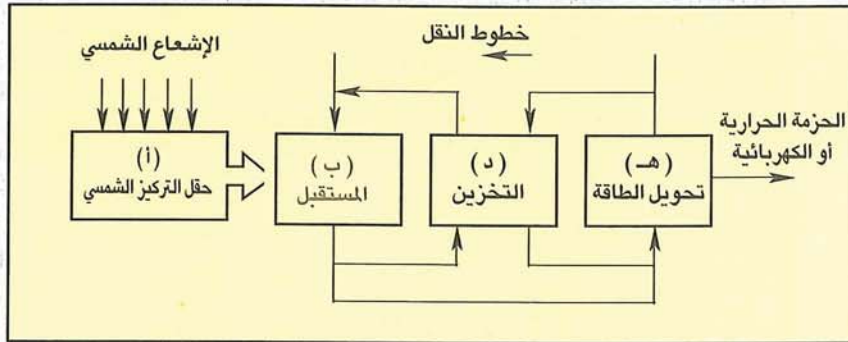 الإشعاع الشمسي
خطوط النقل
الحزمة الحرارية
أو الكهربائية
(أ)
حقل التركيز الشمسي
(ب)
المستقبل
(د)
التخزين
(هـ)
تحويل الطاقة